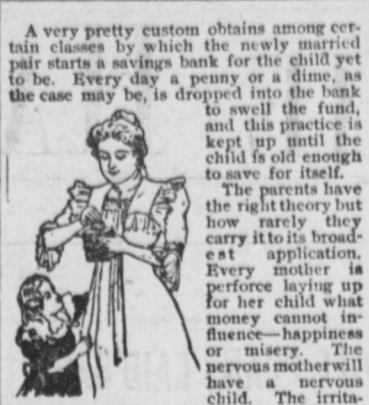 A very pretty custom obtains among cer-
tain classes by which the newly married
pair starts a savings bank for the child yet
to be. Every day a penny or a dime, as
the case may be, is dropped into the bank
to swell the fund,
and this practice is
kept up until the
child is old enough
to save for itself.
The parents have
the right theory but
how rarely they
carry it to its broad-
est application.
Every mother is
perforce laying up
for her child what
money cannot in-
fluence—happiness
or misery. The
nervous mother will
have a nervous
child. The irrita-